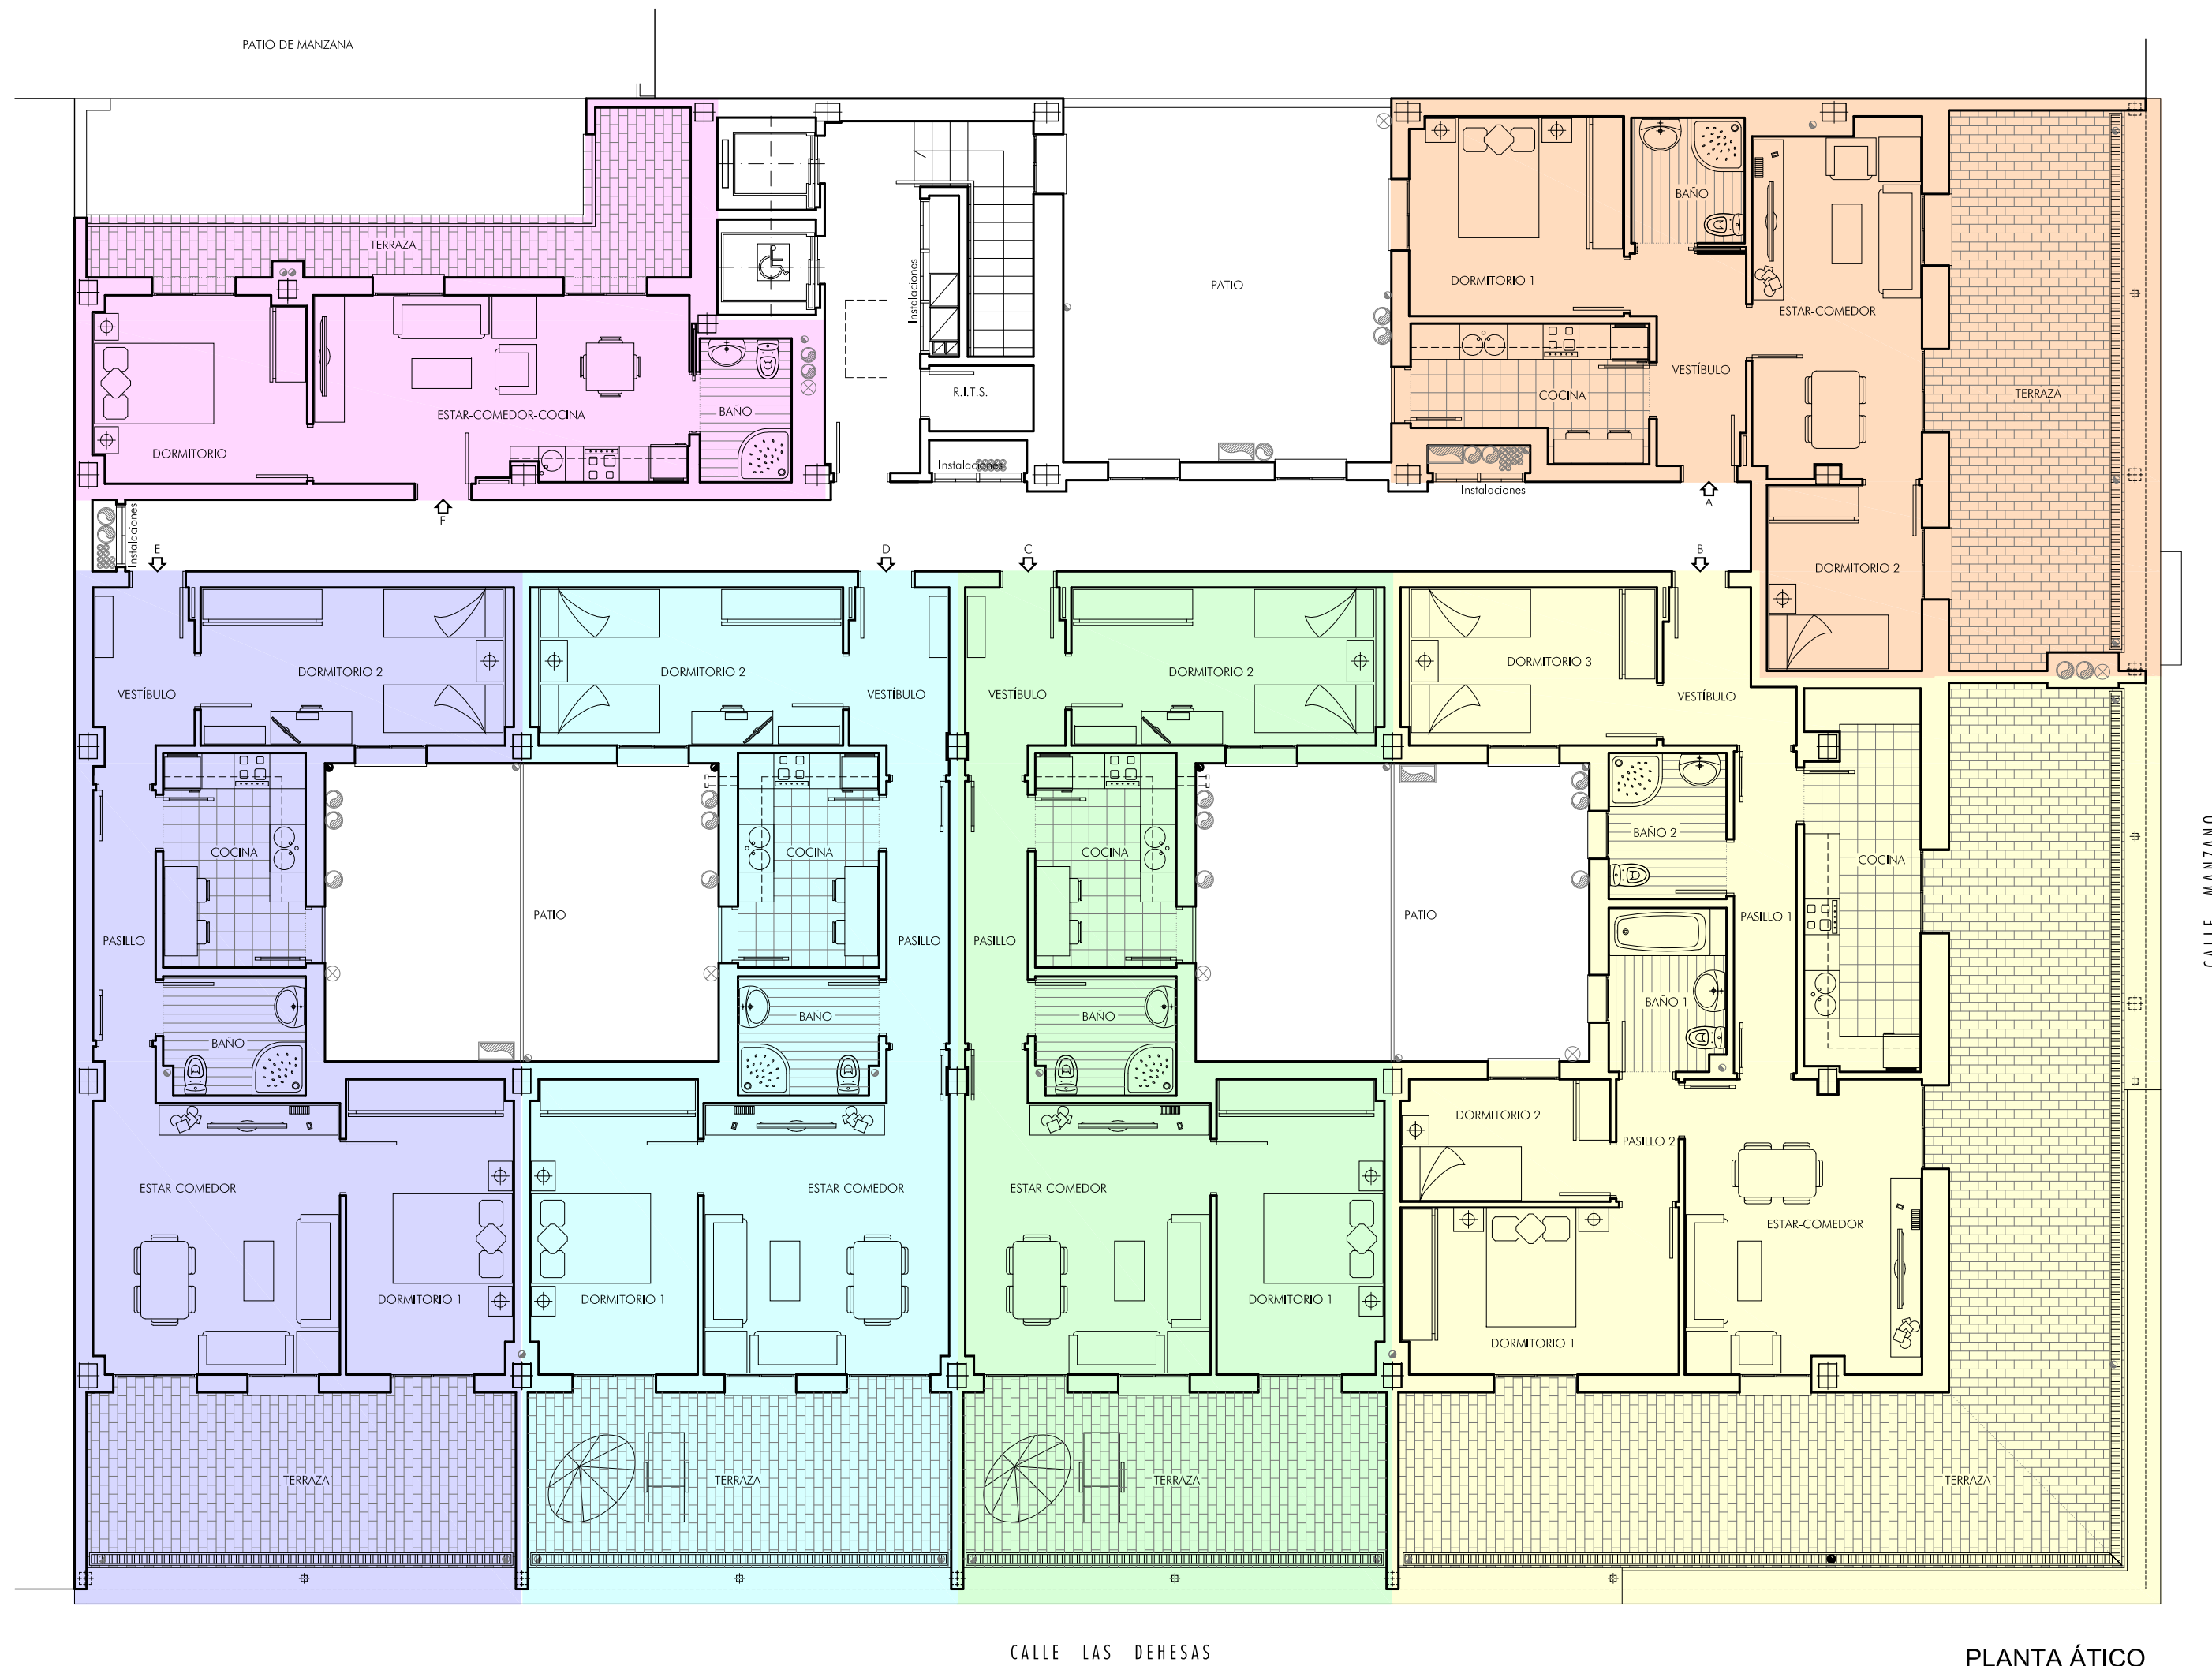 PATIO DE MANZANA
TERRAZA
DORMITORIO
ESTAR-COMEDOR-COCINA
BAÑO
F
Instalaciones
R.I.T.S.
Instalaciones
PATIO
DORMITORIO 1
BAÑO
ESTAR-COMEDOR
COCINA
VESTÍBULO
TERRAZA
Instalaciones
A
DORMITORIO 2
Instalaciones
E
D
C
B
VESTÍBULO
DORMITORIO 2
DORMITORIO 2
VESTÍBULO
VESTÍBULO
DORMITORIO 2
DORMITORIO 3
VESTÍBULO
COCINA
PASILLO
PATIO
COCINA
PASILLO
PASILLO
COCINA
PATIO
BAÑO 2
PASILLO 1
COCINA
BAÑO
BAÑO
BAÑO
BAÑO 1
CALLE MANZANO
ESTAR-COMEDOR
DORMITORIO 1
DORMITORIO 1
ESTAR-COMEDOR
ESTAR-COMEDOR
DORMITORIO 1
DORMITORIO 2
PASILLO 2
ESTAR-COMEDOR
DORMITORIO 1
TERRAZA
TERRAZA
TERRAZA
TERRAZA
CALLE LAS DEHESAS
PLANTA ÁTICO